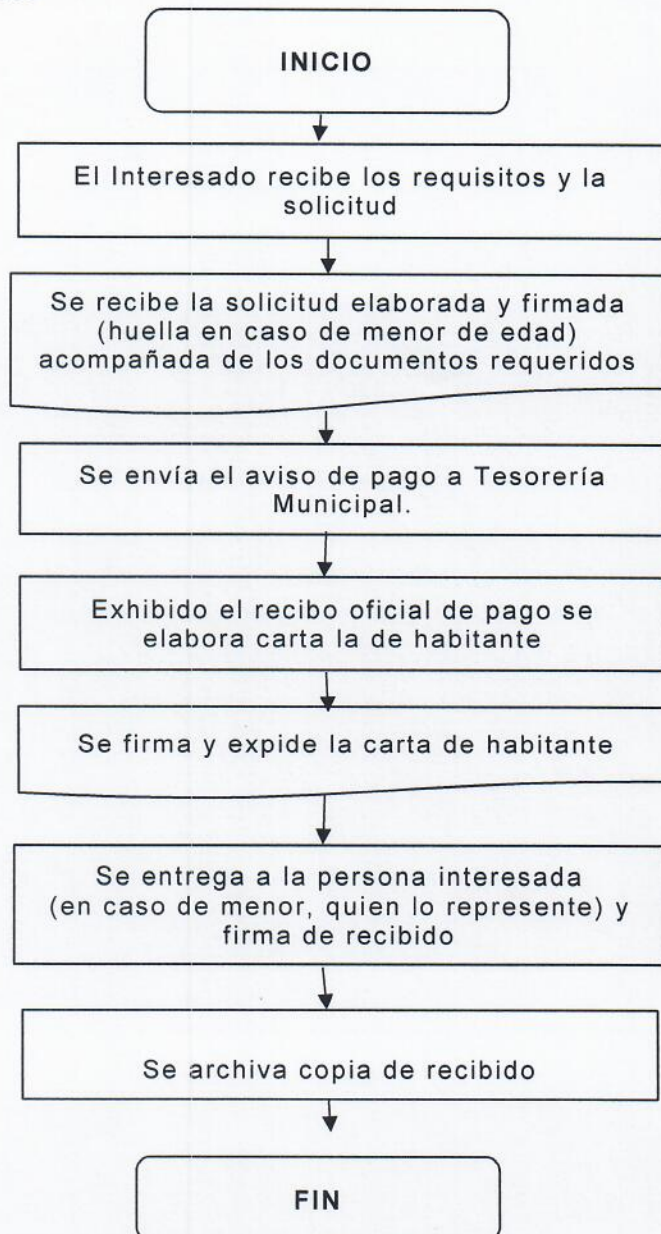 INICIO
El Interesado recibe los requisitos y la
solicitud
Se recibe la solicitud elaborada y firmada
(huella en caso de menor de edad)
acompañada de los documentos requeridos
Se envía el aviso de pago a Tesorería
Municipal.
Exhibido el recibo oficial de pago se
elabora carta la de habitante
Se firma y expide la carta de habitante
Se entrega a la persona interesada
(en caso de menor, quien lo represente) y
firma de recibido
Se archiva copia de recibido
FIN